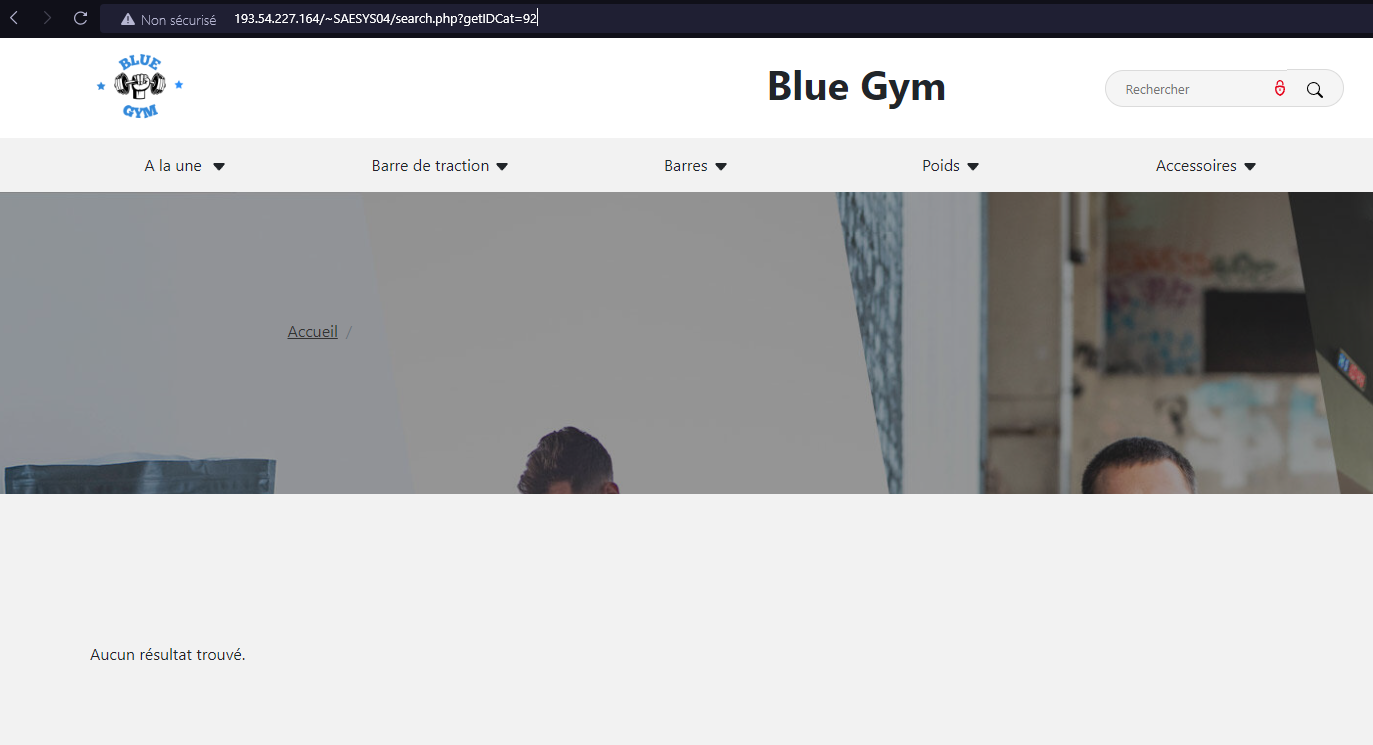 Non sécurisé 193.54.227.164/~SAESYS04/search.php?getIDCat=92
BLUE
GYM
Blue Gym
Rechercher
A la une
Barre de traction
Barres
Poids
Accessoires
Accueil /
Aucun résultat trouvé.